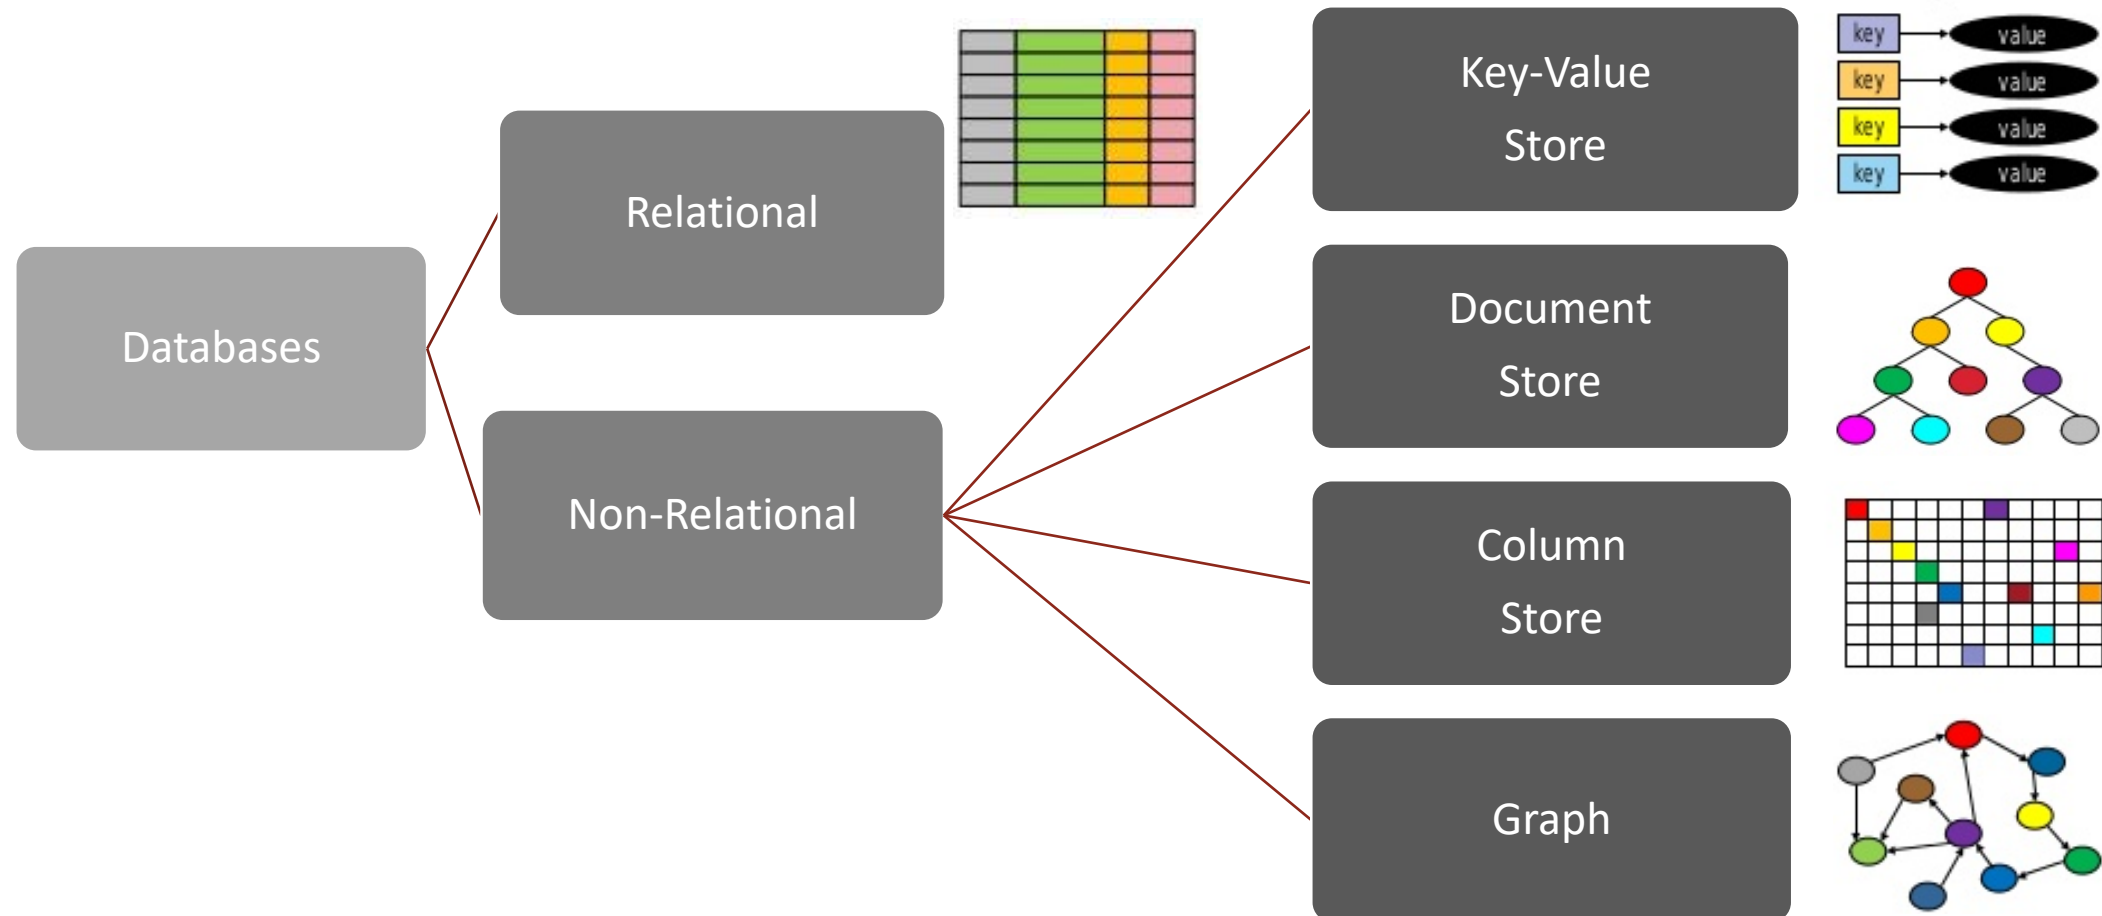 Databases
Relational
Non-Relational
Key-Value
Store
Document
Store
Column
Store
Graph
key value
key value
key value
key value